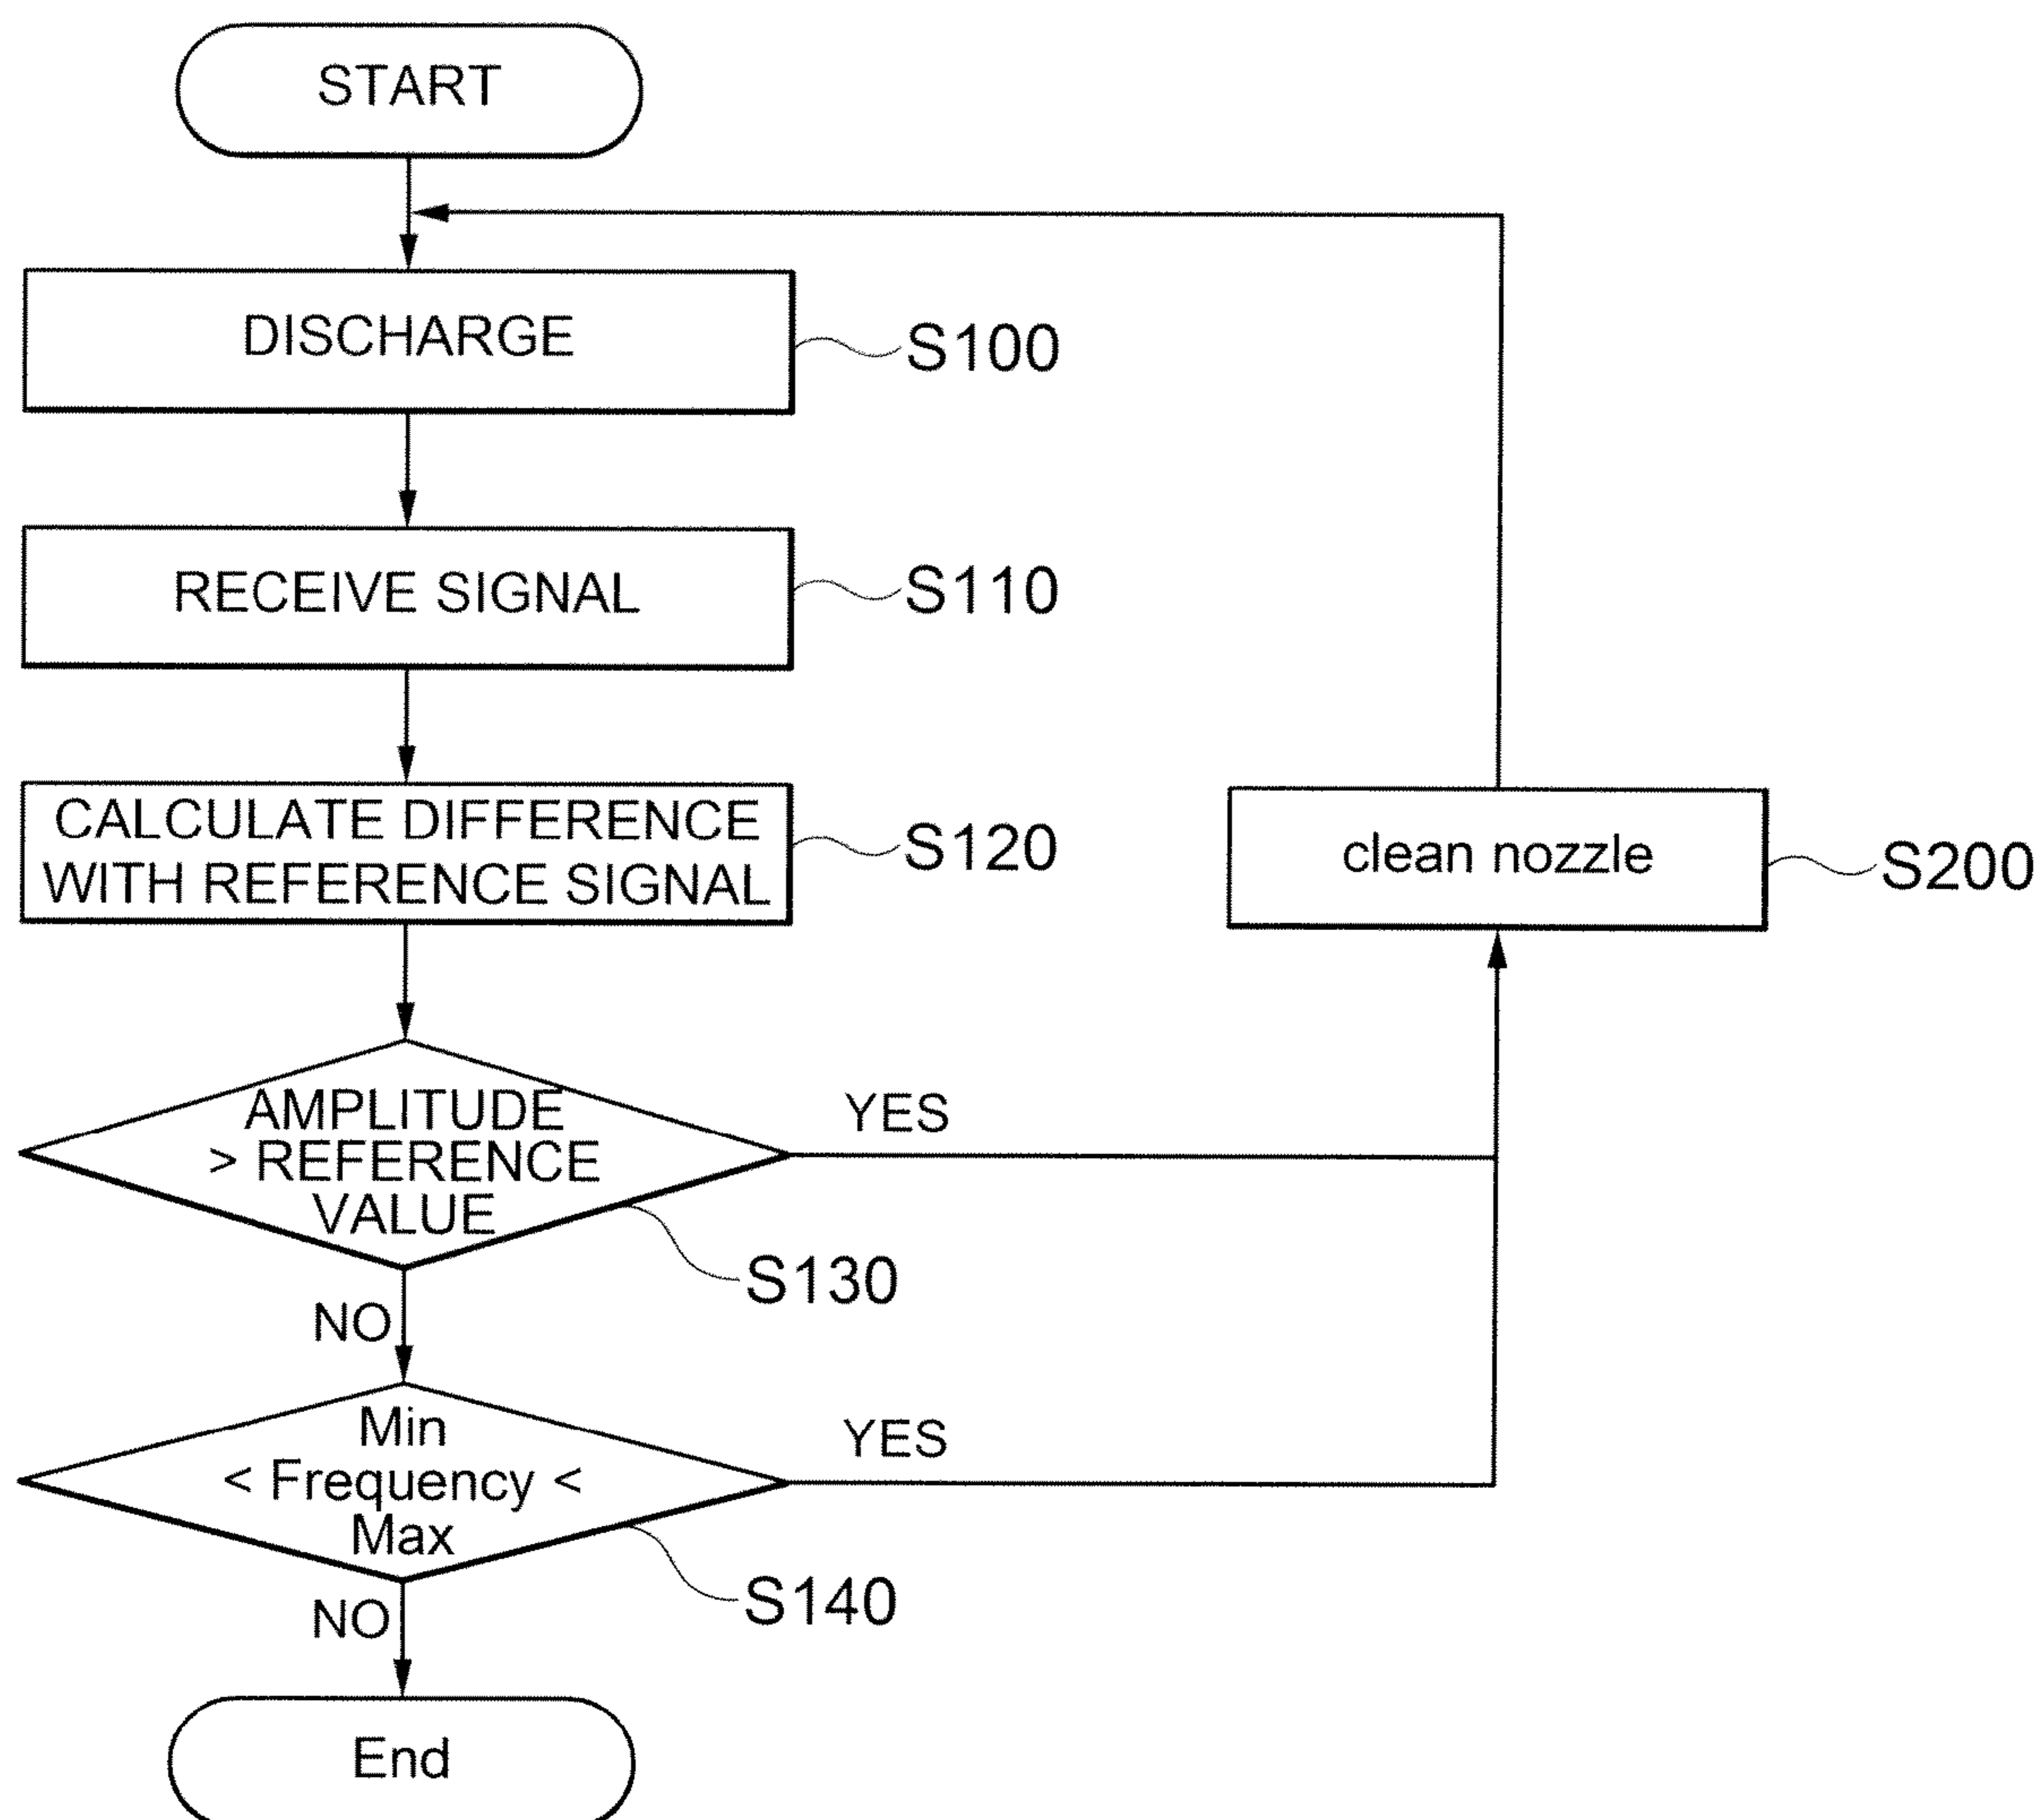 START
DISCHARGE
S100
RECEIVE SIGNAL
S110
CALCULATE DIFFERENCE
WITH REFERENCE SIGNAL
S120
clean nozzle
S200
AMPLITUDE
> REFERENCE
VALUE
YES
S130
NO
Min
< Frequency <
Max
YES
S140
NO
End